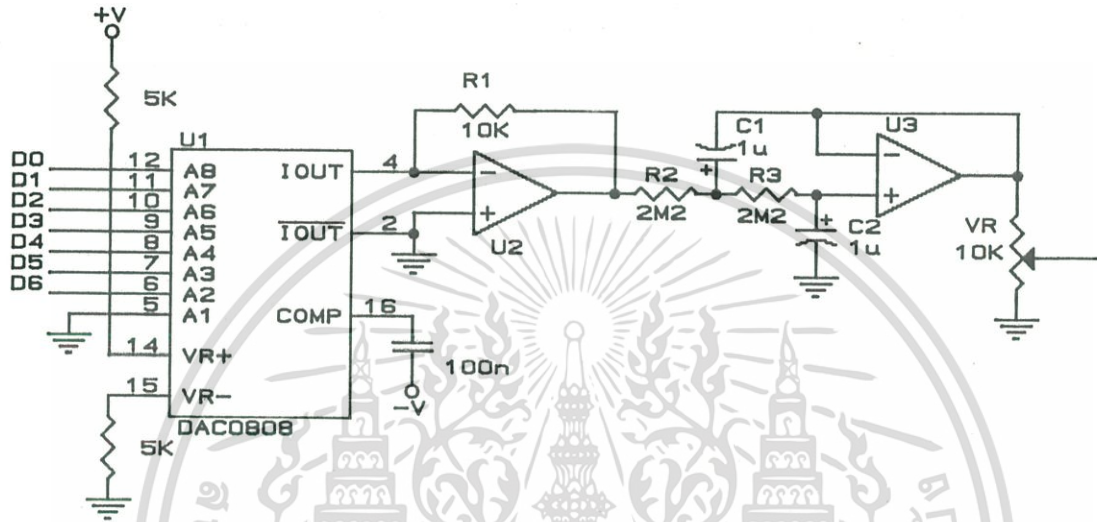 +V
5K
U1
D0 12 A8
D1 11 A7
D2 10 A6
D3 9 A5
D4 8 A4
D5 7 A3
D6 6 A2
5 A1
14 VR+
15 VR-
5K
DAC0808
IOUT 4
IOUT 2
COMP 16
100n
-V
R1
10K
-
+
U2
R2
2M2
C1
1u
+
R3
2M2
+
C2
1u
U3
-
+
VR
10K